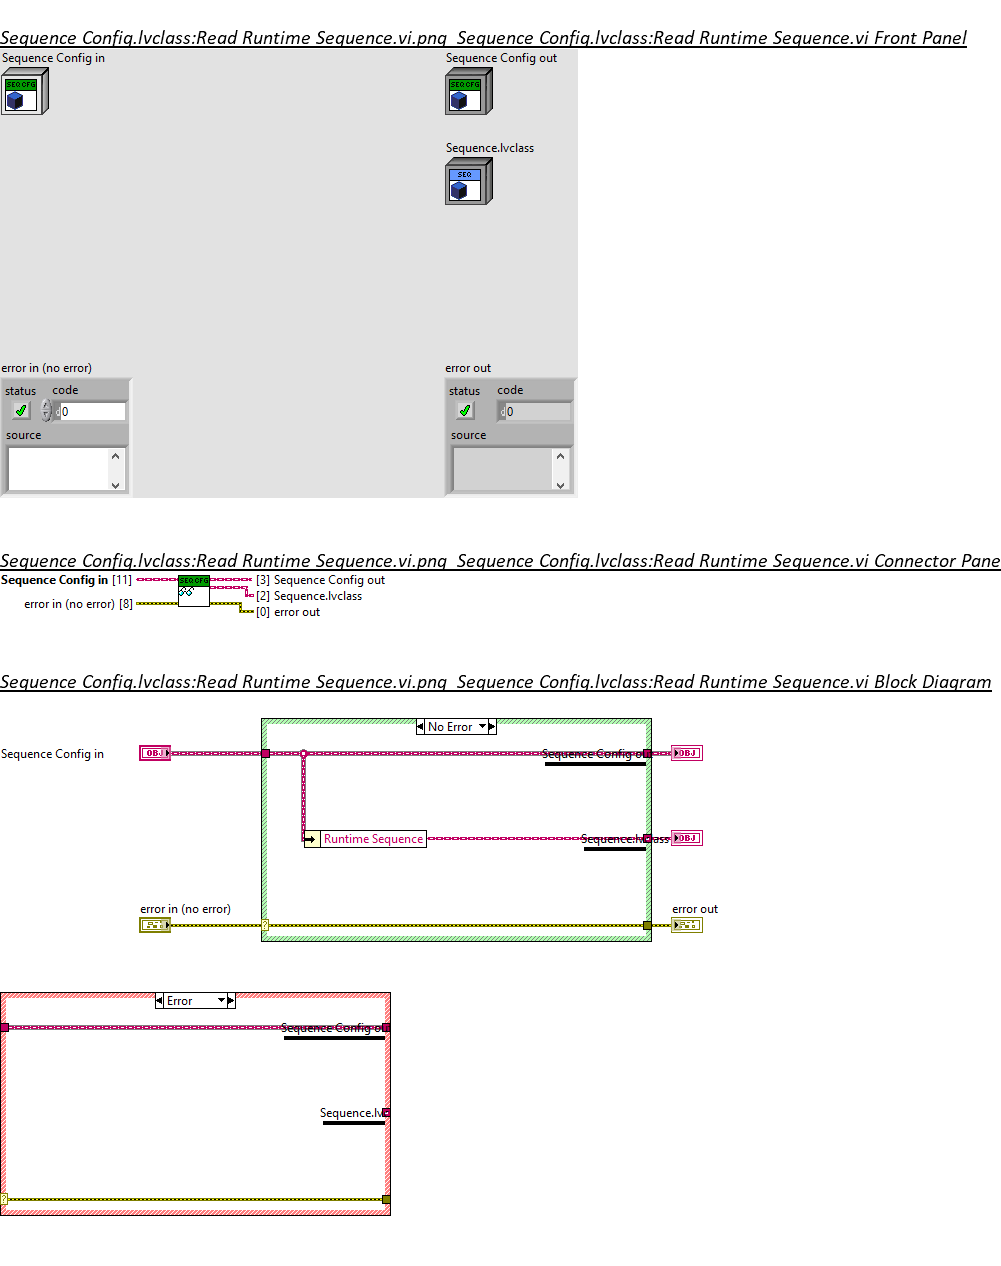 Sequence Config.lvclass:Read Runtime Sequence.vi.png  Sequence Config.lvclass:Read Runtime Sequence.vi Front Panel
Sequence Config in
Sequence Config out
SEQ CFG
SEQ CFG
Sequence.lvclass
SEQ
error in (no error)
error out
status
code
status
code
d
0
d
0
source
source
Sequence Config.lvclass:Read Runtime Sequence.vi.png  Sequence Config.lvclass:Read Runtime Sequence.vi Connector Pane
Sequence Config in [11]
SEQ CFG
[3] Sequence Config out
[2] Sequence.lvclass
error in (no error) [8]
[0] error out
Sequence Config.lvclass:Read Runtime Sequence.vi.png  Sequence Config.lvclass:Read Runtime Sequence.vi Block Diagram
No Error
Sequence Config in
OBJ
Sequence Config out
OBJ
Runtime Sequence
Sequence.lvclass
OBJ
error in (no error)
error out
?
Error
Sequence Config o
Sequence.lv
?